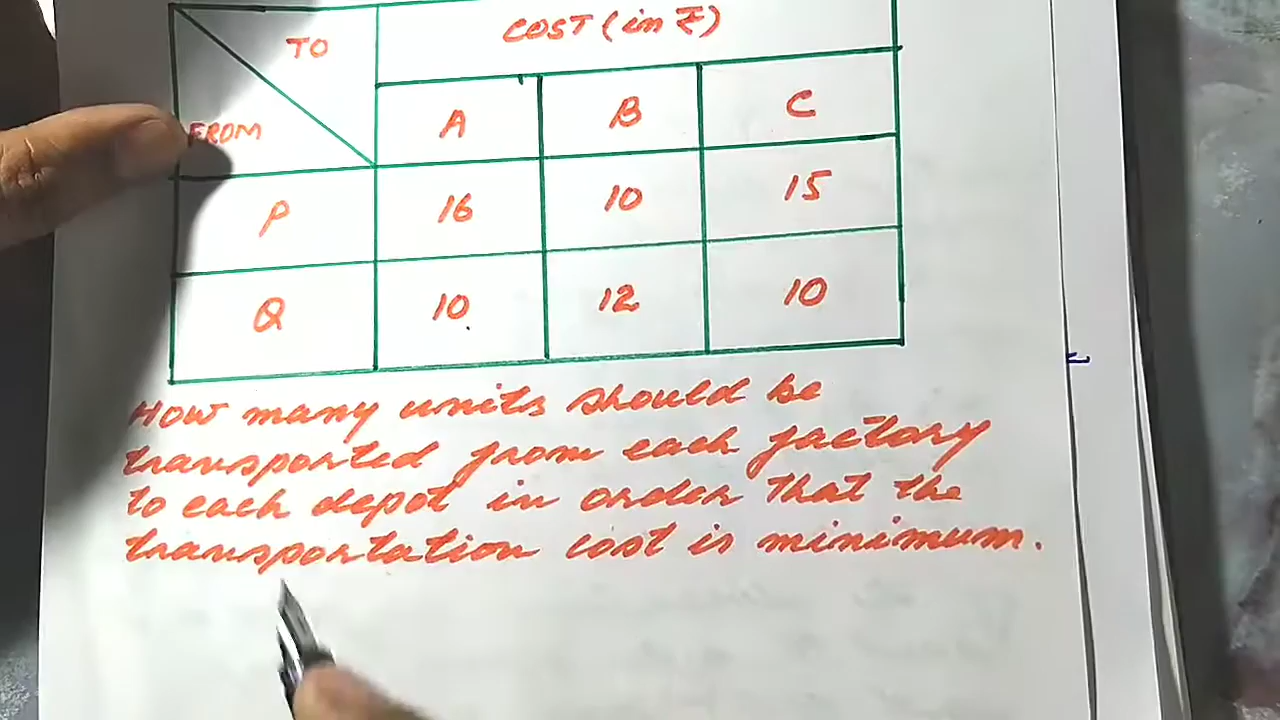 TO
COST (in ₹)
FROM
A
B
C
P
16
10
15
Q
10
12
10
How many units should be
transported from each factory
to each depot in order that the
transportation cost is minimum.